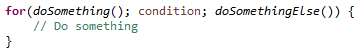 for(doSomething(); condition; doSomethingElse()) {
    // Do something
}